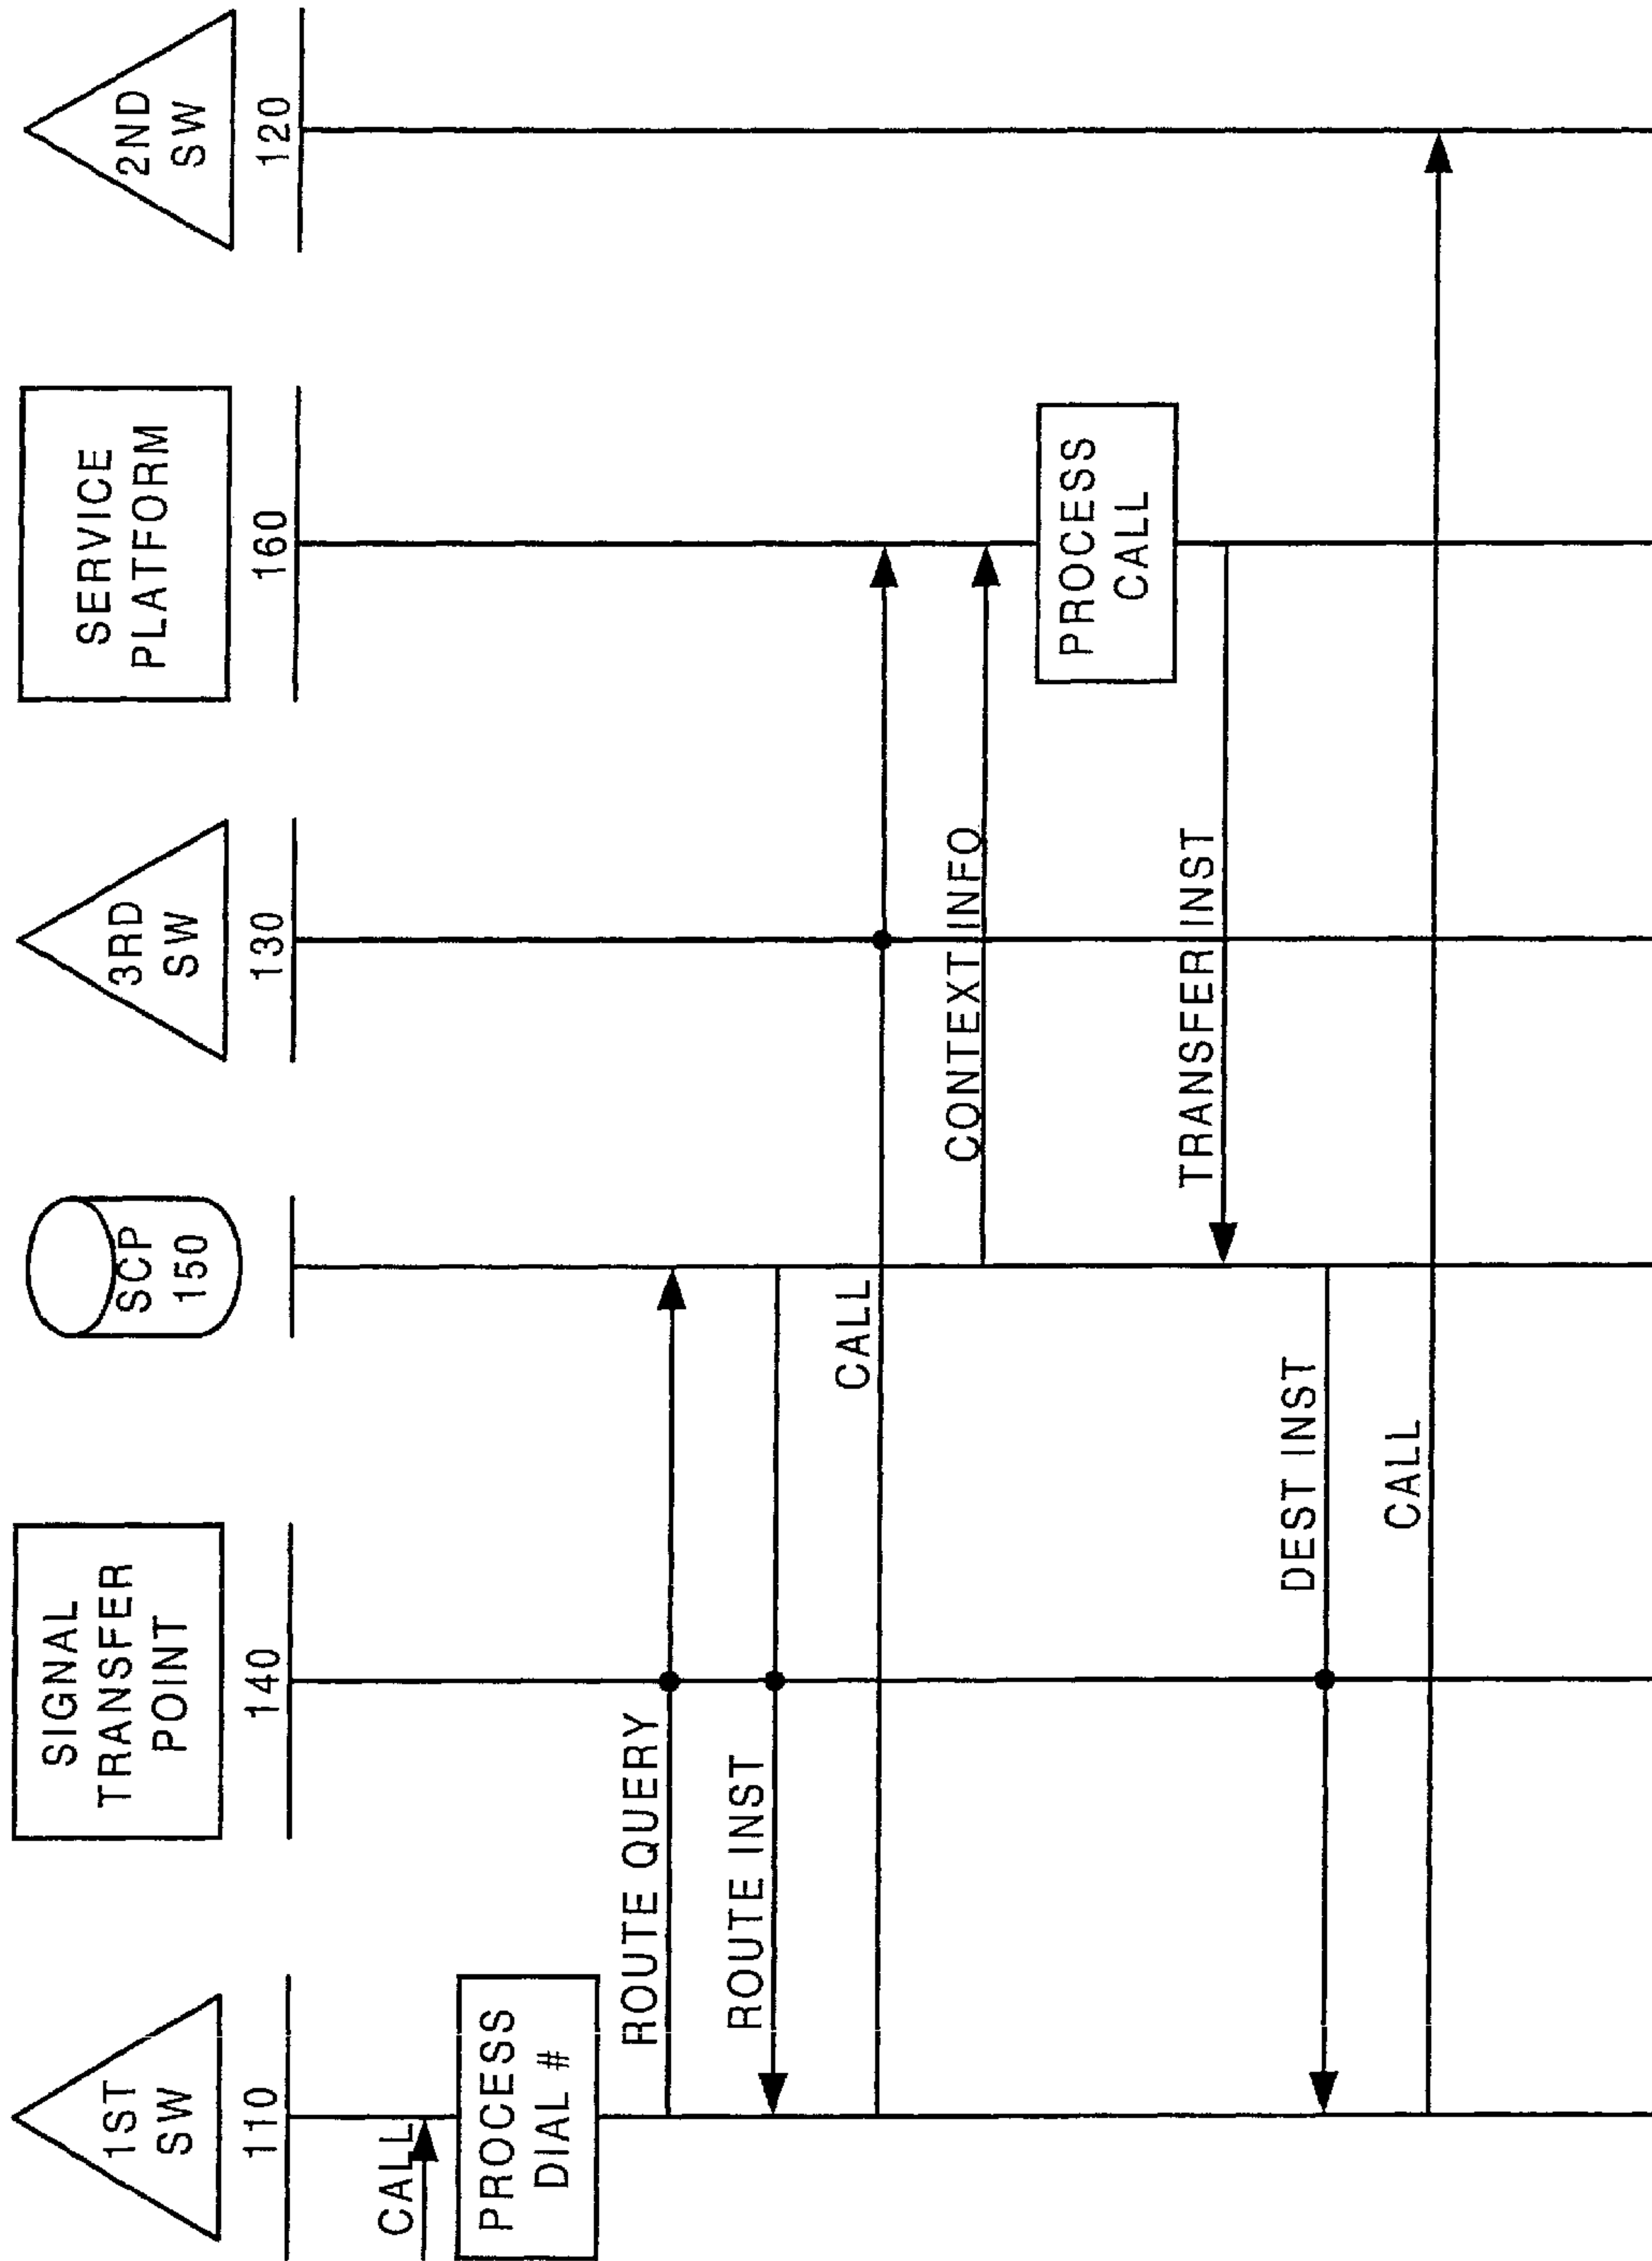 1ST
SW
110
SIGNAL
TRANSFER
POINT
140
SCP
150
3RD
SW
130
SERVICE
PLATFORM
160
2ND
SW
120
CALL
PROCESS
DIAL #
ROUTE QUERY
ROUTE INST
CALL
CONTEXT INFO
PROCESS
CALL
TRANSFER INST
DEST INST
CALL